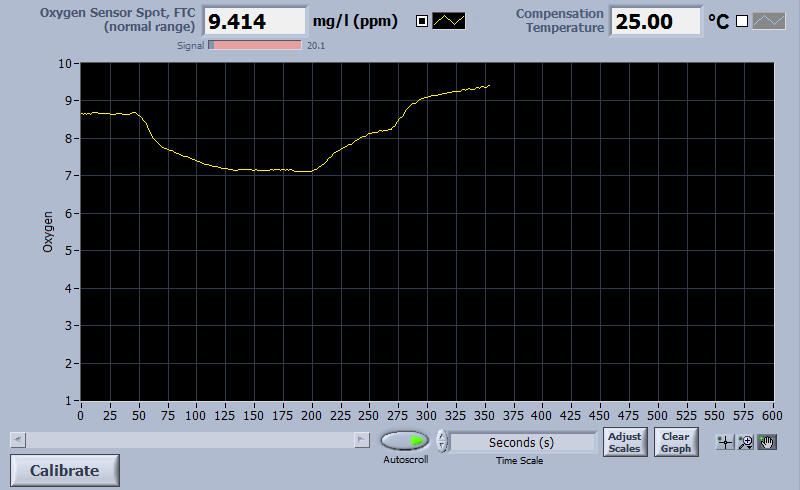 Oxygen Sensor Spot, FTC
(normal range)
9.414
mg/l (ppm)
Compensation
Temperature
25.00
°C
Signal
20.1
10
9
8
7
6
5
4
3
2
1
Oxygen
0 25 50 75 100 125 150 175 200 225 250 275 300 325 350 375 400 425 450 475 500 525 550 575 600
Autoscroll
Seconds (s)
Time Scale
Adjust
Scales
Clear
Graph
Calibrate